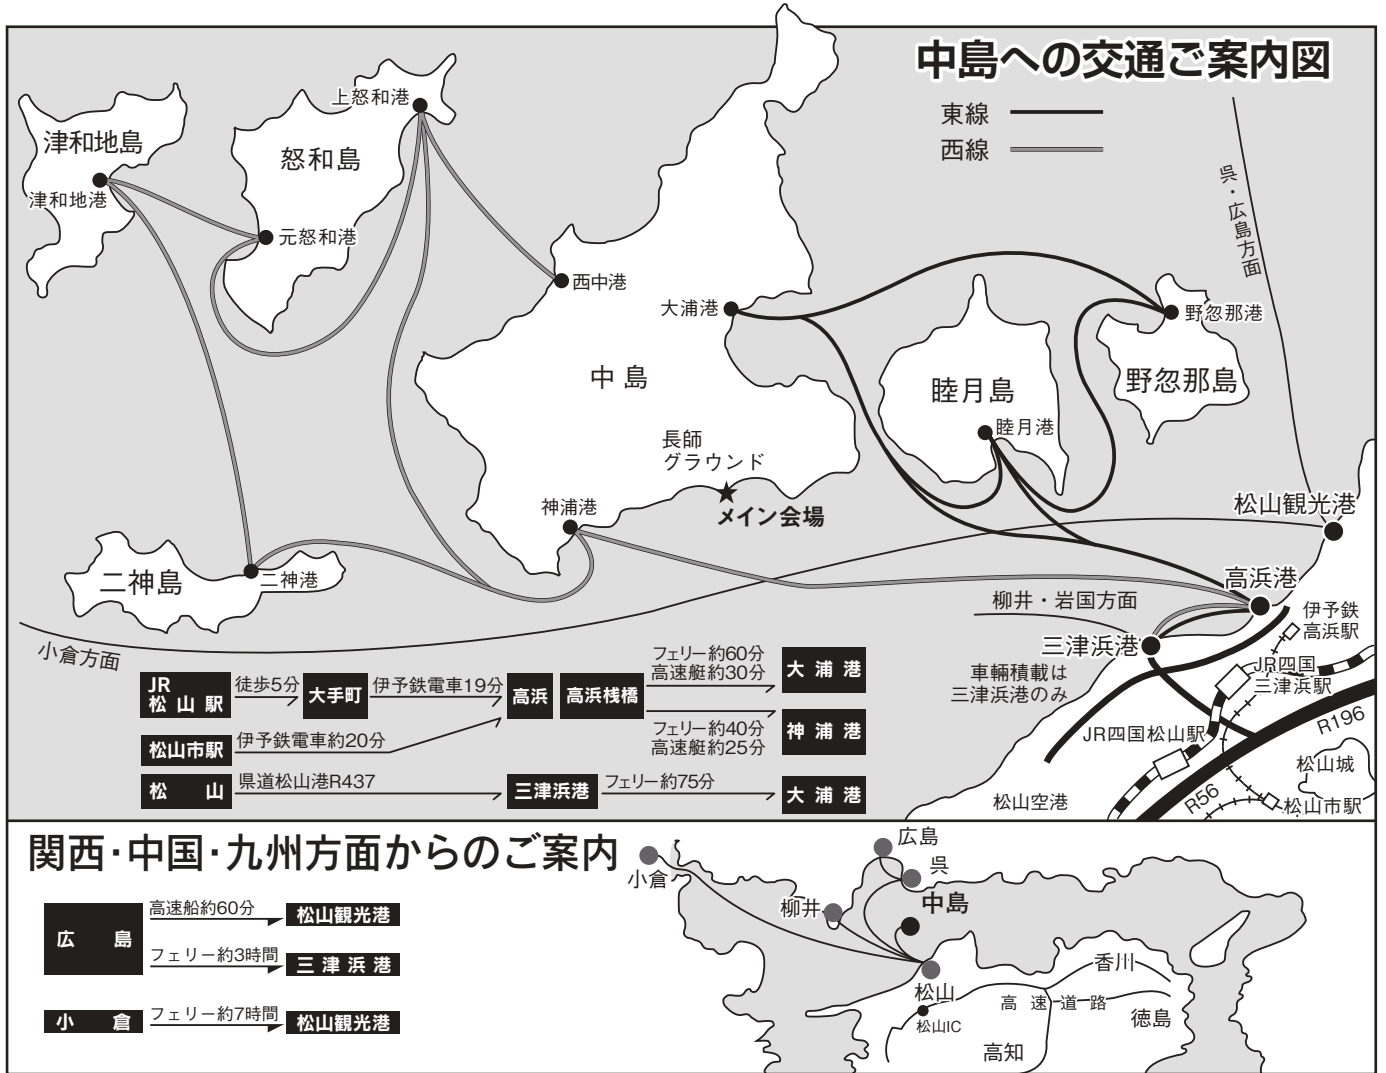 中島への交通ご案内図
東線
西線
呉・広島方面
上怒和港
津和地島
怒和島
津和地港
元怒和港
西中港
大浦港
野忽那港
中島
睦月島
野忽那島
睦月港
長師
グラウンド
メイン会場
神浦港
松山観光港
二神島
二神港
高浜港
柳井・岩国方面
伊予鉄
高浜駅
三津浜港
小倉方面
車輛積載は
三津浜港のみ
JR四国
三津浜駅
R196
JR四国松山駅
松山城
R56
松山市駅
松山空港
JR
松山駅
徒歩5分
大手町
伊予鉄電車19分
高浜
高浜桟橋
フェリー約60分
高速艇約30分
大浦港
フェリー約40分
高速艇約25分
神浦港
松山市駅
伊予鉄電車約20分
松山
県道松山港R437
三津浜港
フェリー約75分
大浦港
関西・中国・九州方面からのご案内
広島
高速船約60分
松山観光港
フェリー約3時間
三津浜港
小倉
フェリー約7時間
松山観光港
広島
小倉
呉
柳井
中島
松山
香川
高速道路
松山IC
徳島
高知